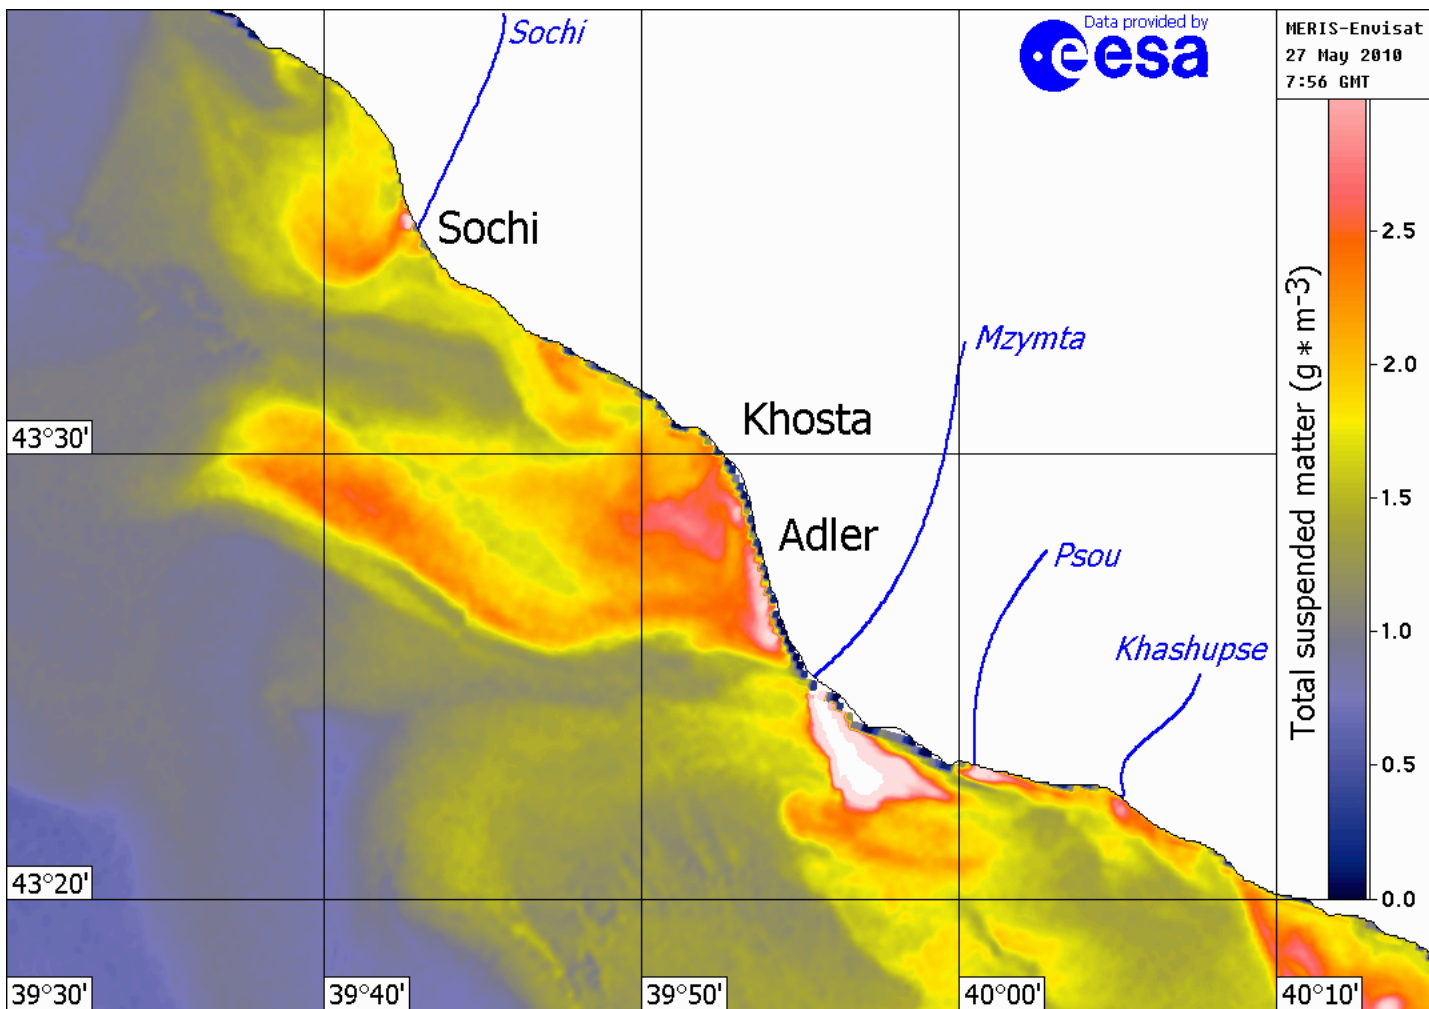 Sochi
Data provided by
esa
MERIS-Envisat
27 May 2010
7:56 GMT
Sochi
2.5
Mzymta
2.0
Khosta
43°30'
1.5
Adler
Psou
Total suspended matter (g * m-3)
1.0
Khashupse
0.5
43°20'
0.0
39°30'
39°40'
39°50'
40°00'
40°10'